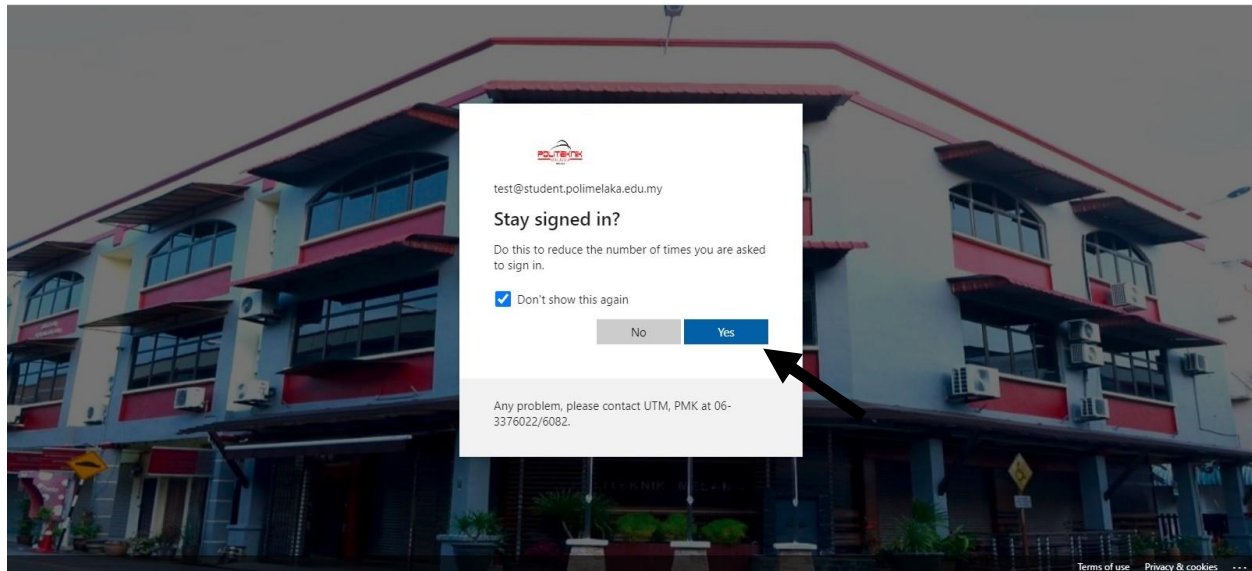 POLITEKNIK
test@student.polimelaka.edu.my
Stay signed in?
Do this to reduce the number of times you are asked
to sign in.
Don't show this again
No
Yes
Any problem, please contact UTM, PMK at 06-
3376022/6082.
Terms of use
Privacy & cookies
...